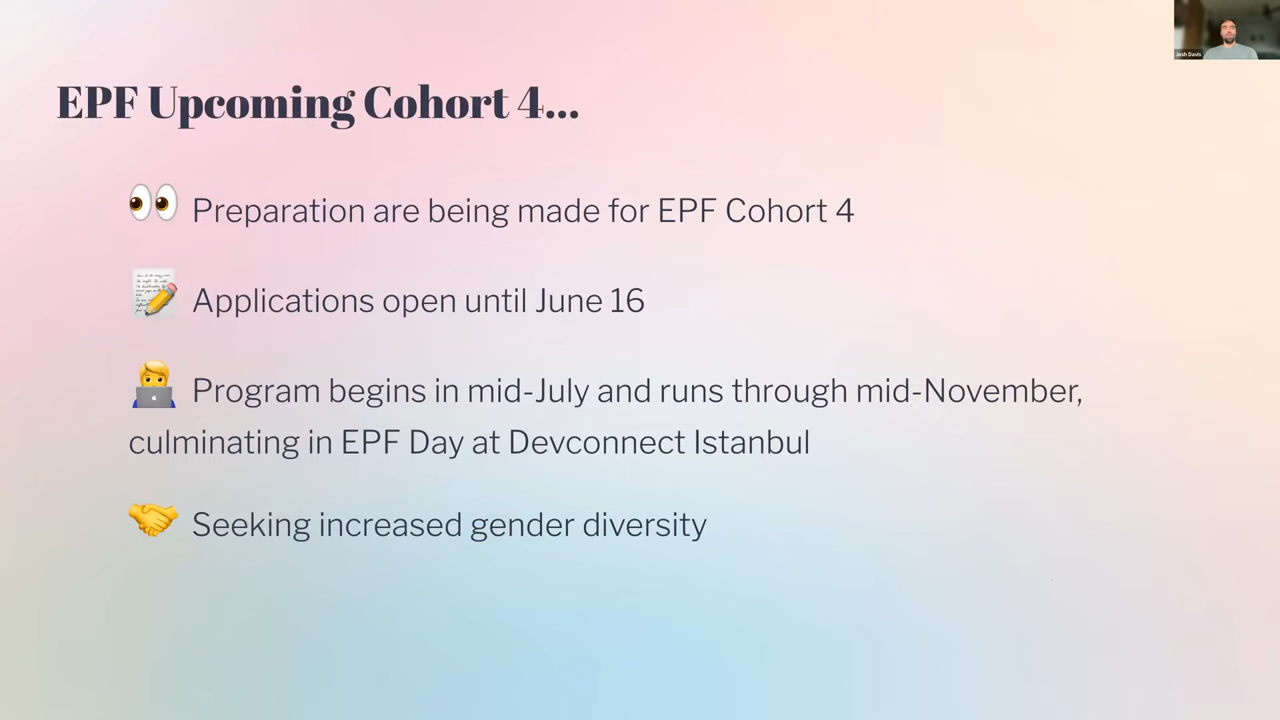 Josh Davis
EPF Upcoming Cohort 4...
👀 Preparation are being made for EPF Cohort 4
📝 Applications open until June 16
🧑‍💻 Program begins in mid-July and runs through mid-November,
culminating in EPF Day at Devconnect Istanbul
🤝 Seeking increased gender diversity